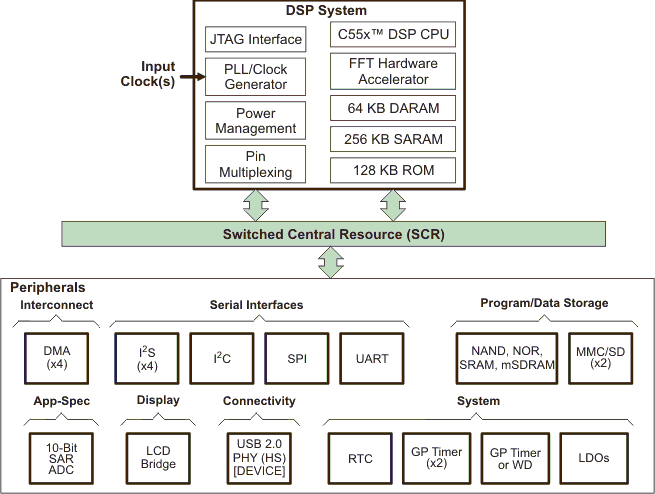 DSP System
JTAG Interface
C55x™ DSP CPU
Input
Clock(s)
PLL/Clock
Generator
FFT Hardware
Accelerator
Power
Management
64 KB DARAM
256 KB SARAM
Pin
Multiplexing
128 KB ROM
Switched Central Resource (SCR)
Peripherals
Interconnect
Serial Interfaces
Program/Data Storage
DMA
(x4)
I²S
(x4)
I²C
SPI
UART
NAND, NOR,
SRAM, mSDRAM
MMC/SD
(x2)
App-Spec
Display
Connectivity
System
10-Bit
SAR
ADC
LCD
Bridge
USB 2.0
PHY (HS)
[DEVICE]
RTC
GP Timer
(x2)
GP Timer
or WD
LDOs